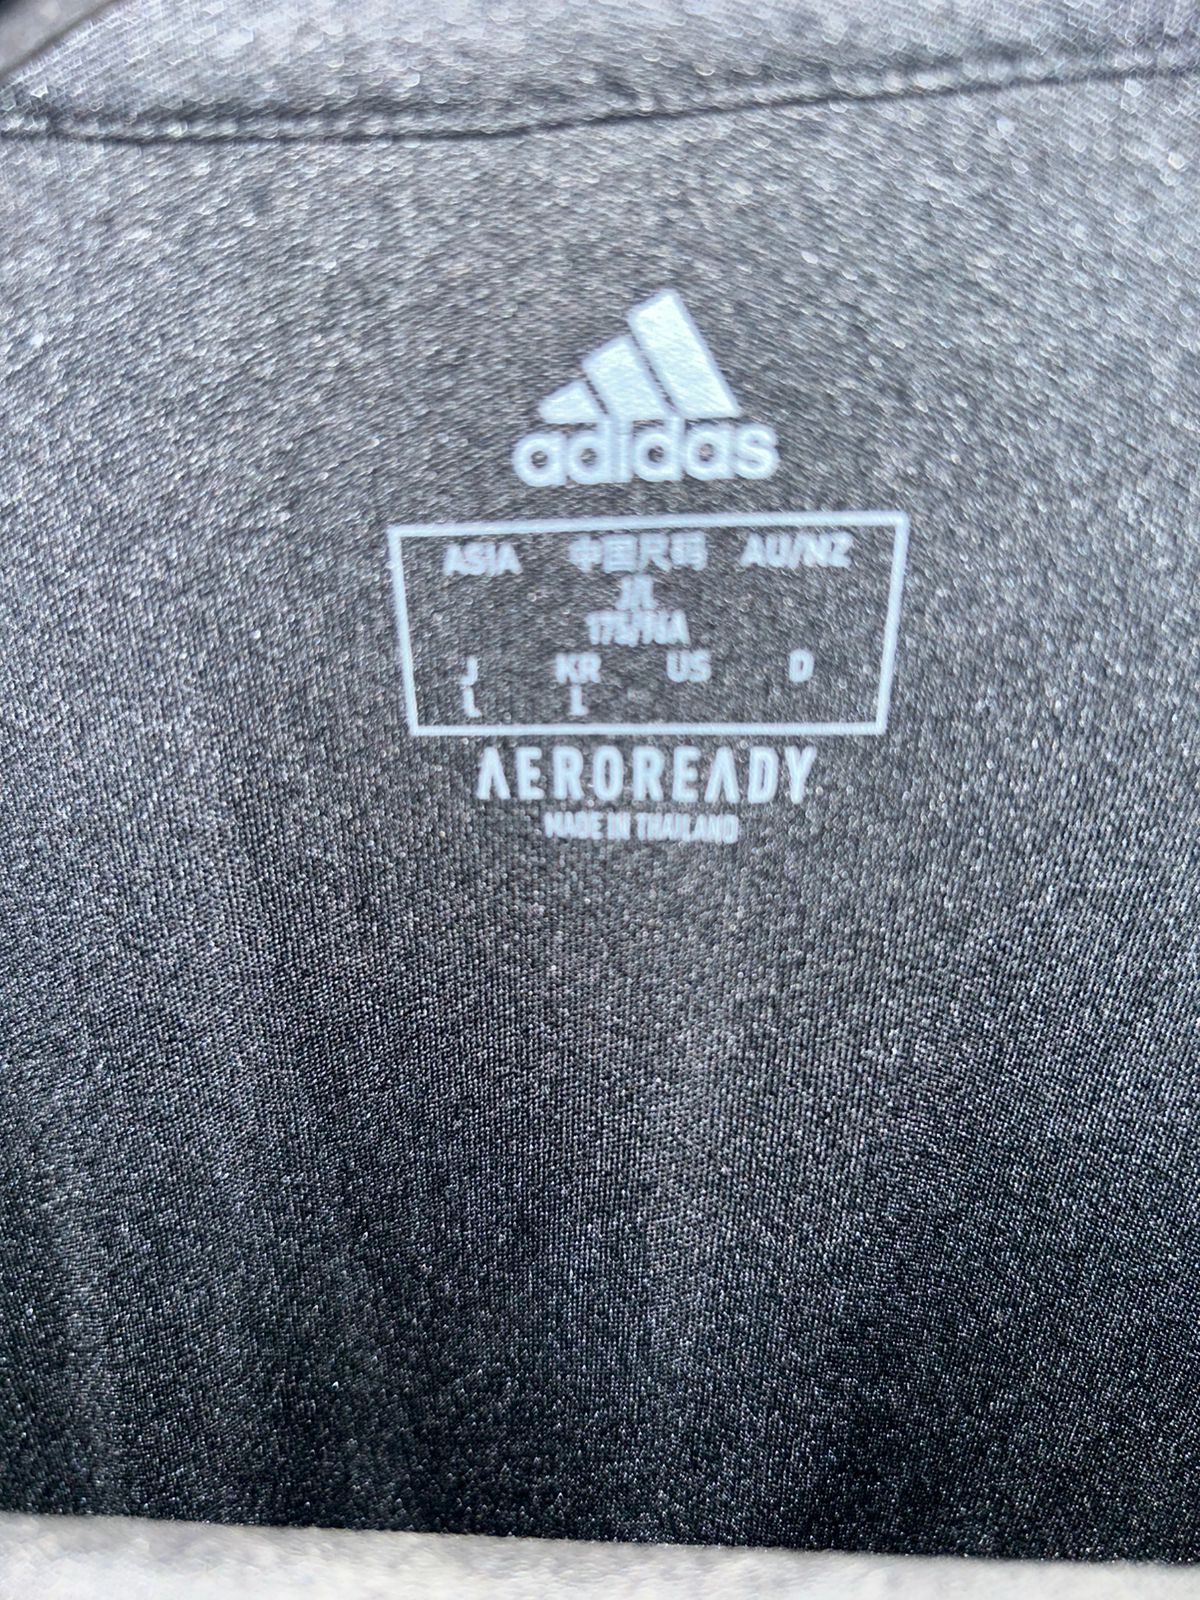 adidas
ASIA 中国尺码 AU/NZ
J/L
J KR US D
L L
AEROREADY
MADE IN THAILAND